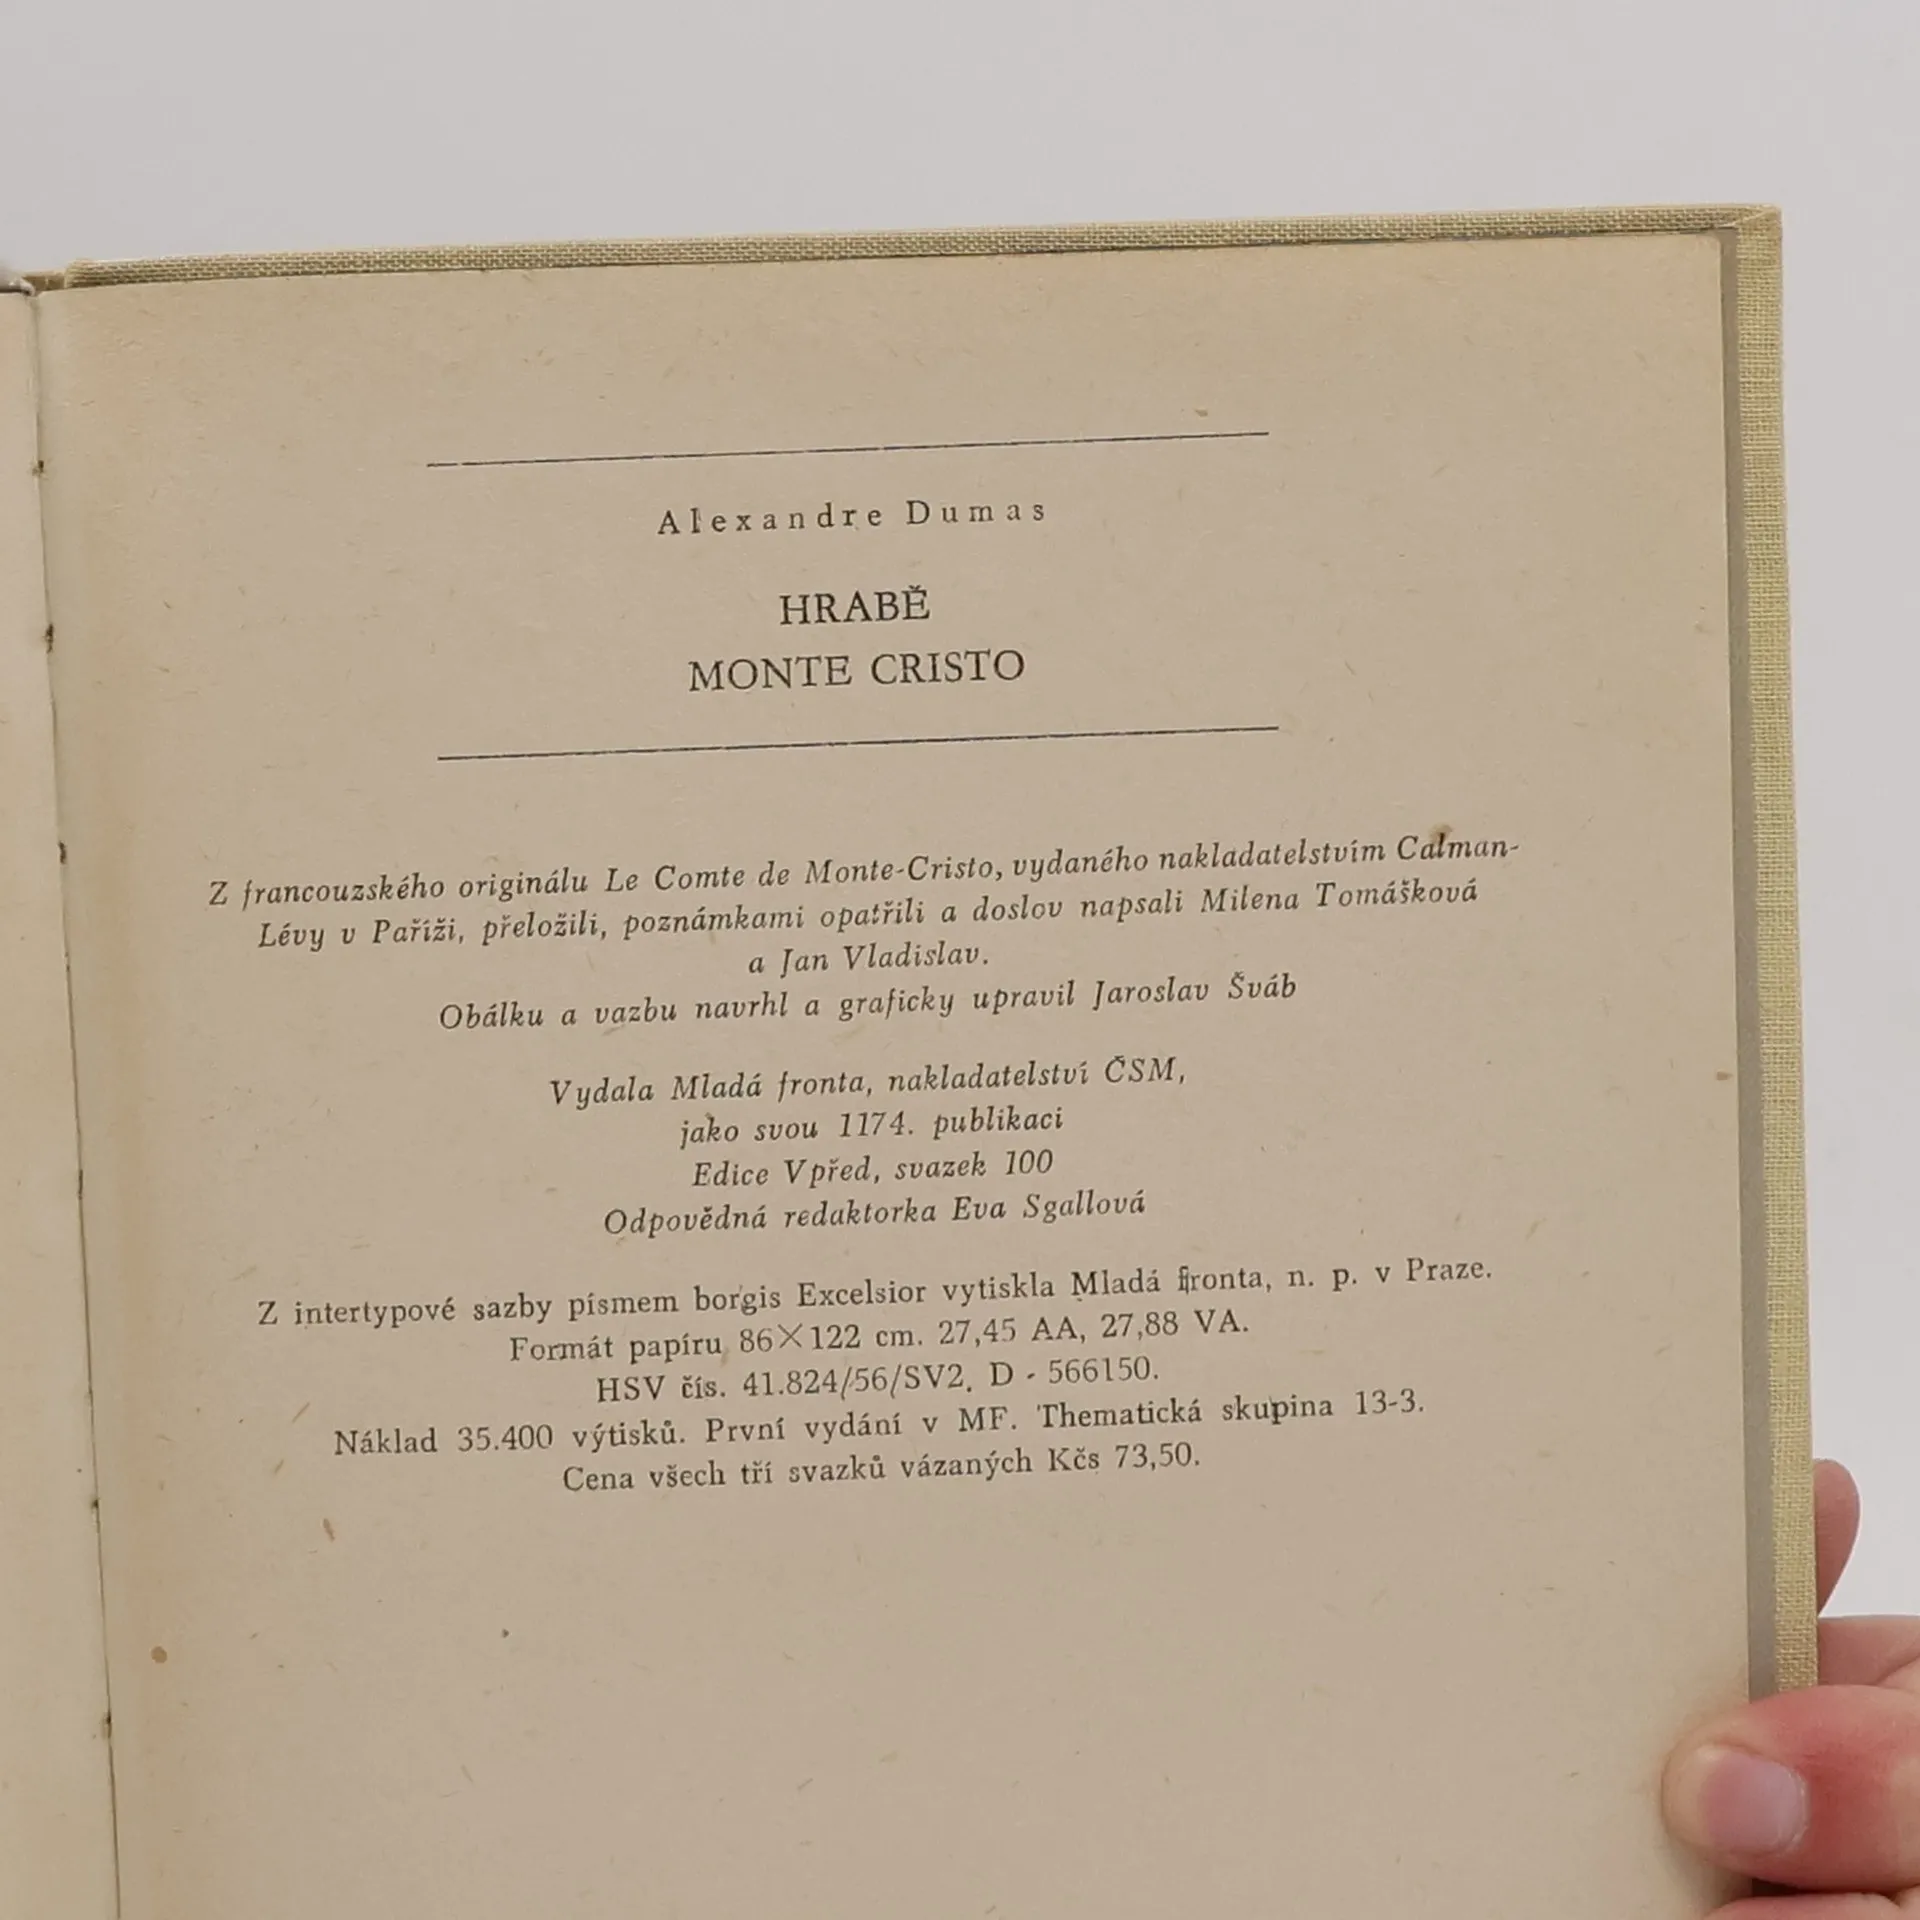 Alexandre Dumas
HRABĚ
MONTE CRISTO
Z francouzského originálu Le Comte de Monte-Cristo, vydaného nakladatelstvím Calman-
Lévy v Paříži, přeložili, poznámkami opatřili a doslov napsali Milena Tomášková
a Jan Vladislav.
Obálku a vazbu navrhl a graficky upravil Jaroslav Šváb
Vydala Mladá fronta, nakladatelství ČSM,
jako svou 1174. publikaci
Edice Vpřed, svazek 100
Odpovědná redaktorka Eva Sgallová
Z intertypové sazby písmem borgis Excelsior vytiskla Mladá fronta, n. p. v Praze.
Formát papíru 86×122 cm. 27,45 AA, 27,88 VA.
HSV čís. 41.824/56/SV2. D - 566150.
Náklad 35.400 výtisků. První vydání v MF. Thematická skupina 13-3.
Cena všech tří svazků vázaných Kčs 73,50.